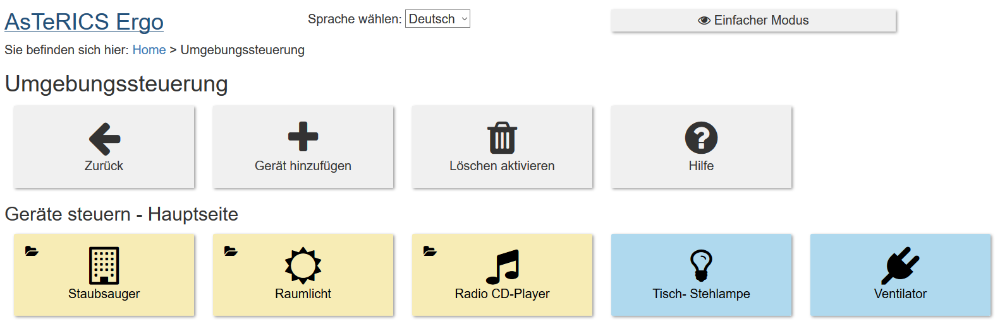 AsTeRICS Ergo
Sprache wählen: Deutsch
Einfacher Modus
Sie befinden sich hier: Home > Umgebungssteuerung
Umgebungssteuerung
Zurück
Gerät hinzufügen
Löschen aktivieren
Hilfe
Geräte steuern - Hauptseite
Staubsauger
Raumlicht
Radio CD-Player
Tisch- Stehlampe
Ventilator